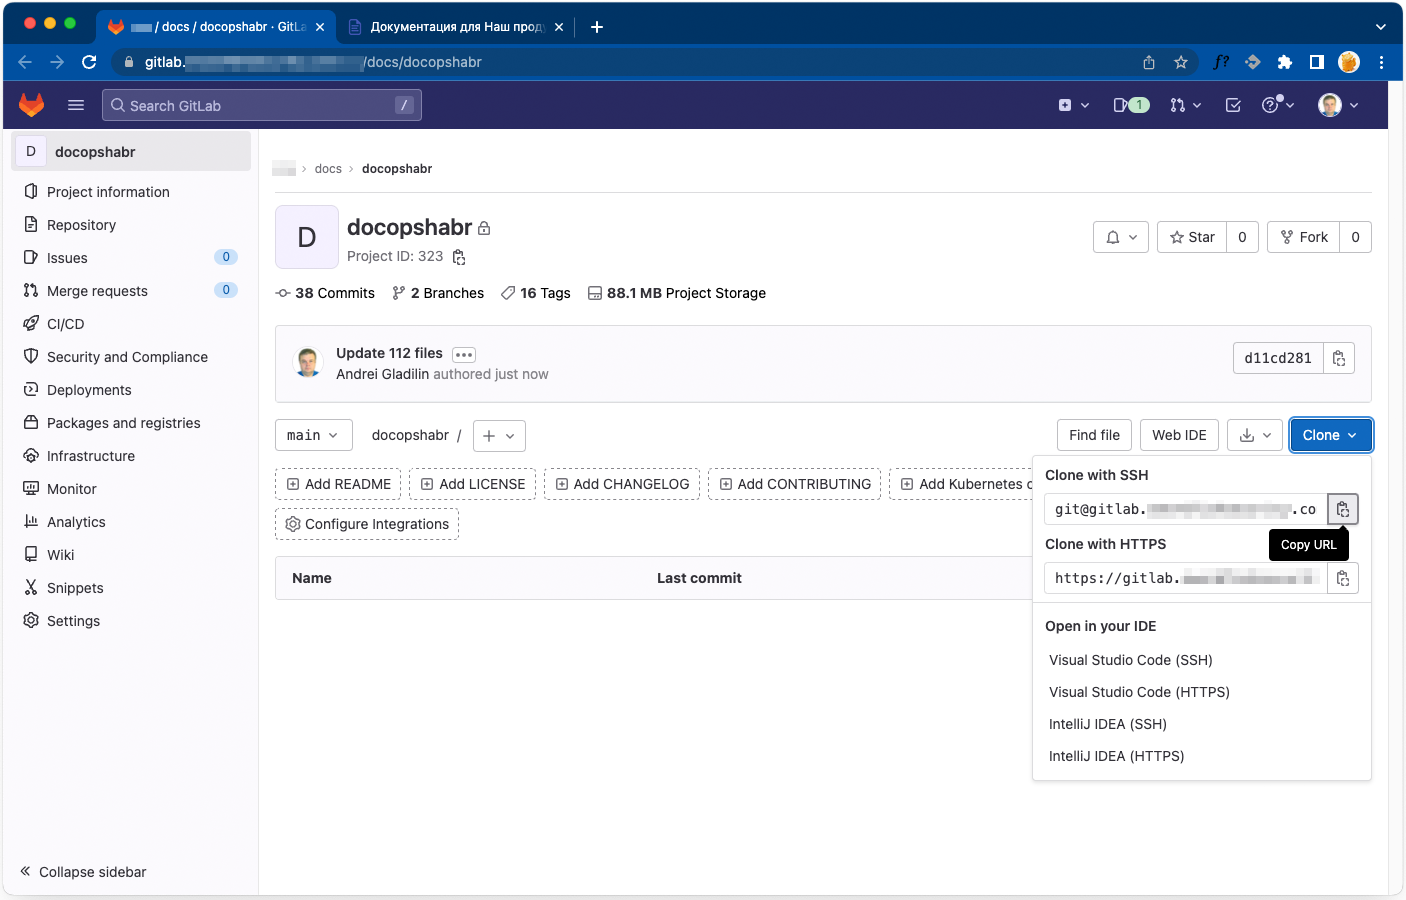 / docs / docopshabr · GitLa
Документация для Наш проду
gitlab. /docs/docopshabr
f?
Search GitLab
/
1
D docopshabr
Project information
Repository
Issues 0
Merge requests 0
CI/CD
Security and Compliance
Deployments
Packages and registries
Infrastructure
Monitor
Analytics
Wiki
Snippets
Settings
Collapse sidebar
docs › docopshabr
D
docopshabr
Project ID: 323
Star 0
Fork 0
38 Commits 2 Branches 16 Tags 88.1 MB Project Storage
Update 112 files
Andrei Gladilin authored just now
d11cd281
main
docopshabr /
Find file
Web IDE
Clone
Add README
Add LICENSE
Add CHANGELOG
Add CONTRIBUTING
Add Kubernetes c
Configure Integrations
Name Last commit
Clone with SSH
git@gitlab. .co
Copy URL
Clone with HTTPS
https://gitlab.
Open in your IDE
Visual Studio Code (SSH)
Visual Studio Code (HTTPS)
IntelliJ IDEA (SSH)
IntelliJ IDEA (HTTPS)